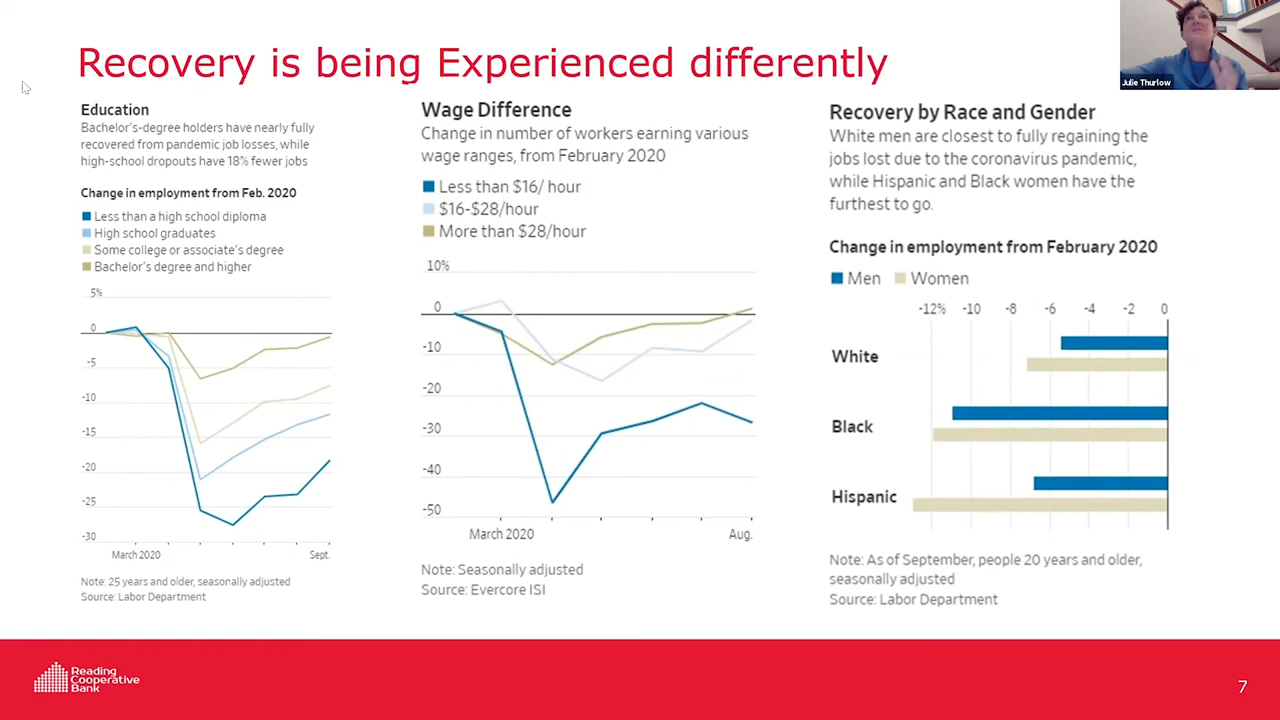 Recovery is being Experienced differently
Julie Thurlow
Education
Bachelor's-degree holders have nearly fully
recovered from pandemic job losses, while
high-school dropouts have 18% fewer jobs
Change in employment from Feb. 2020
Less than a high school diploma
High school graduates
Some college or associate's degree
Bachelor's degree and higher
5%
0
-5
-10
-15
-20
-25
-30
March 2020
Sept.
Note: 25 years and older, seasonally adjusted
Source: Labor Department
Wage Difference
Change in number of workers earning various
wage ranges, from February 2020
Less than $16/ hour
$16-$28/hour
More than $28/hour
10%
0
-10
-20
-30
-40
-50
March 2020
Aug.
Note: Seasonally adjusted
Source: Evercore ISI
Recovery by Race and Gender
White men are closest to fully regaining the
jobs lost due to the coronavirus pandemic,
while Hispanic and Black women have the
furthest to go.
Change in employment from February 2020
Men Women
-12% -10 -8 -6 -4 -2 0
White
Black
Hispanic
Note: As of September, people 20 years and older,
seasonally adjusted
Source: Labor Department
Reading
Cooperative
Bank
7